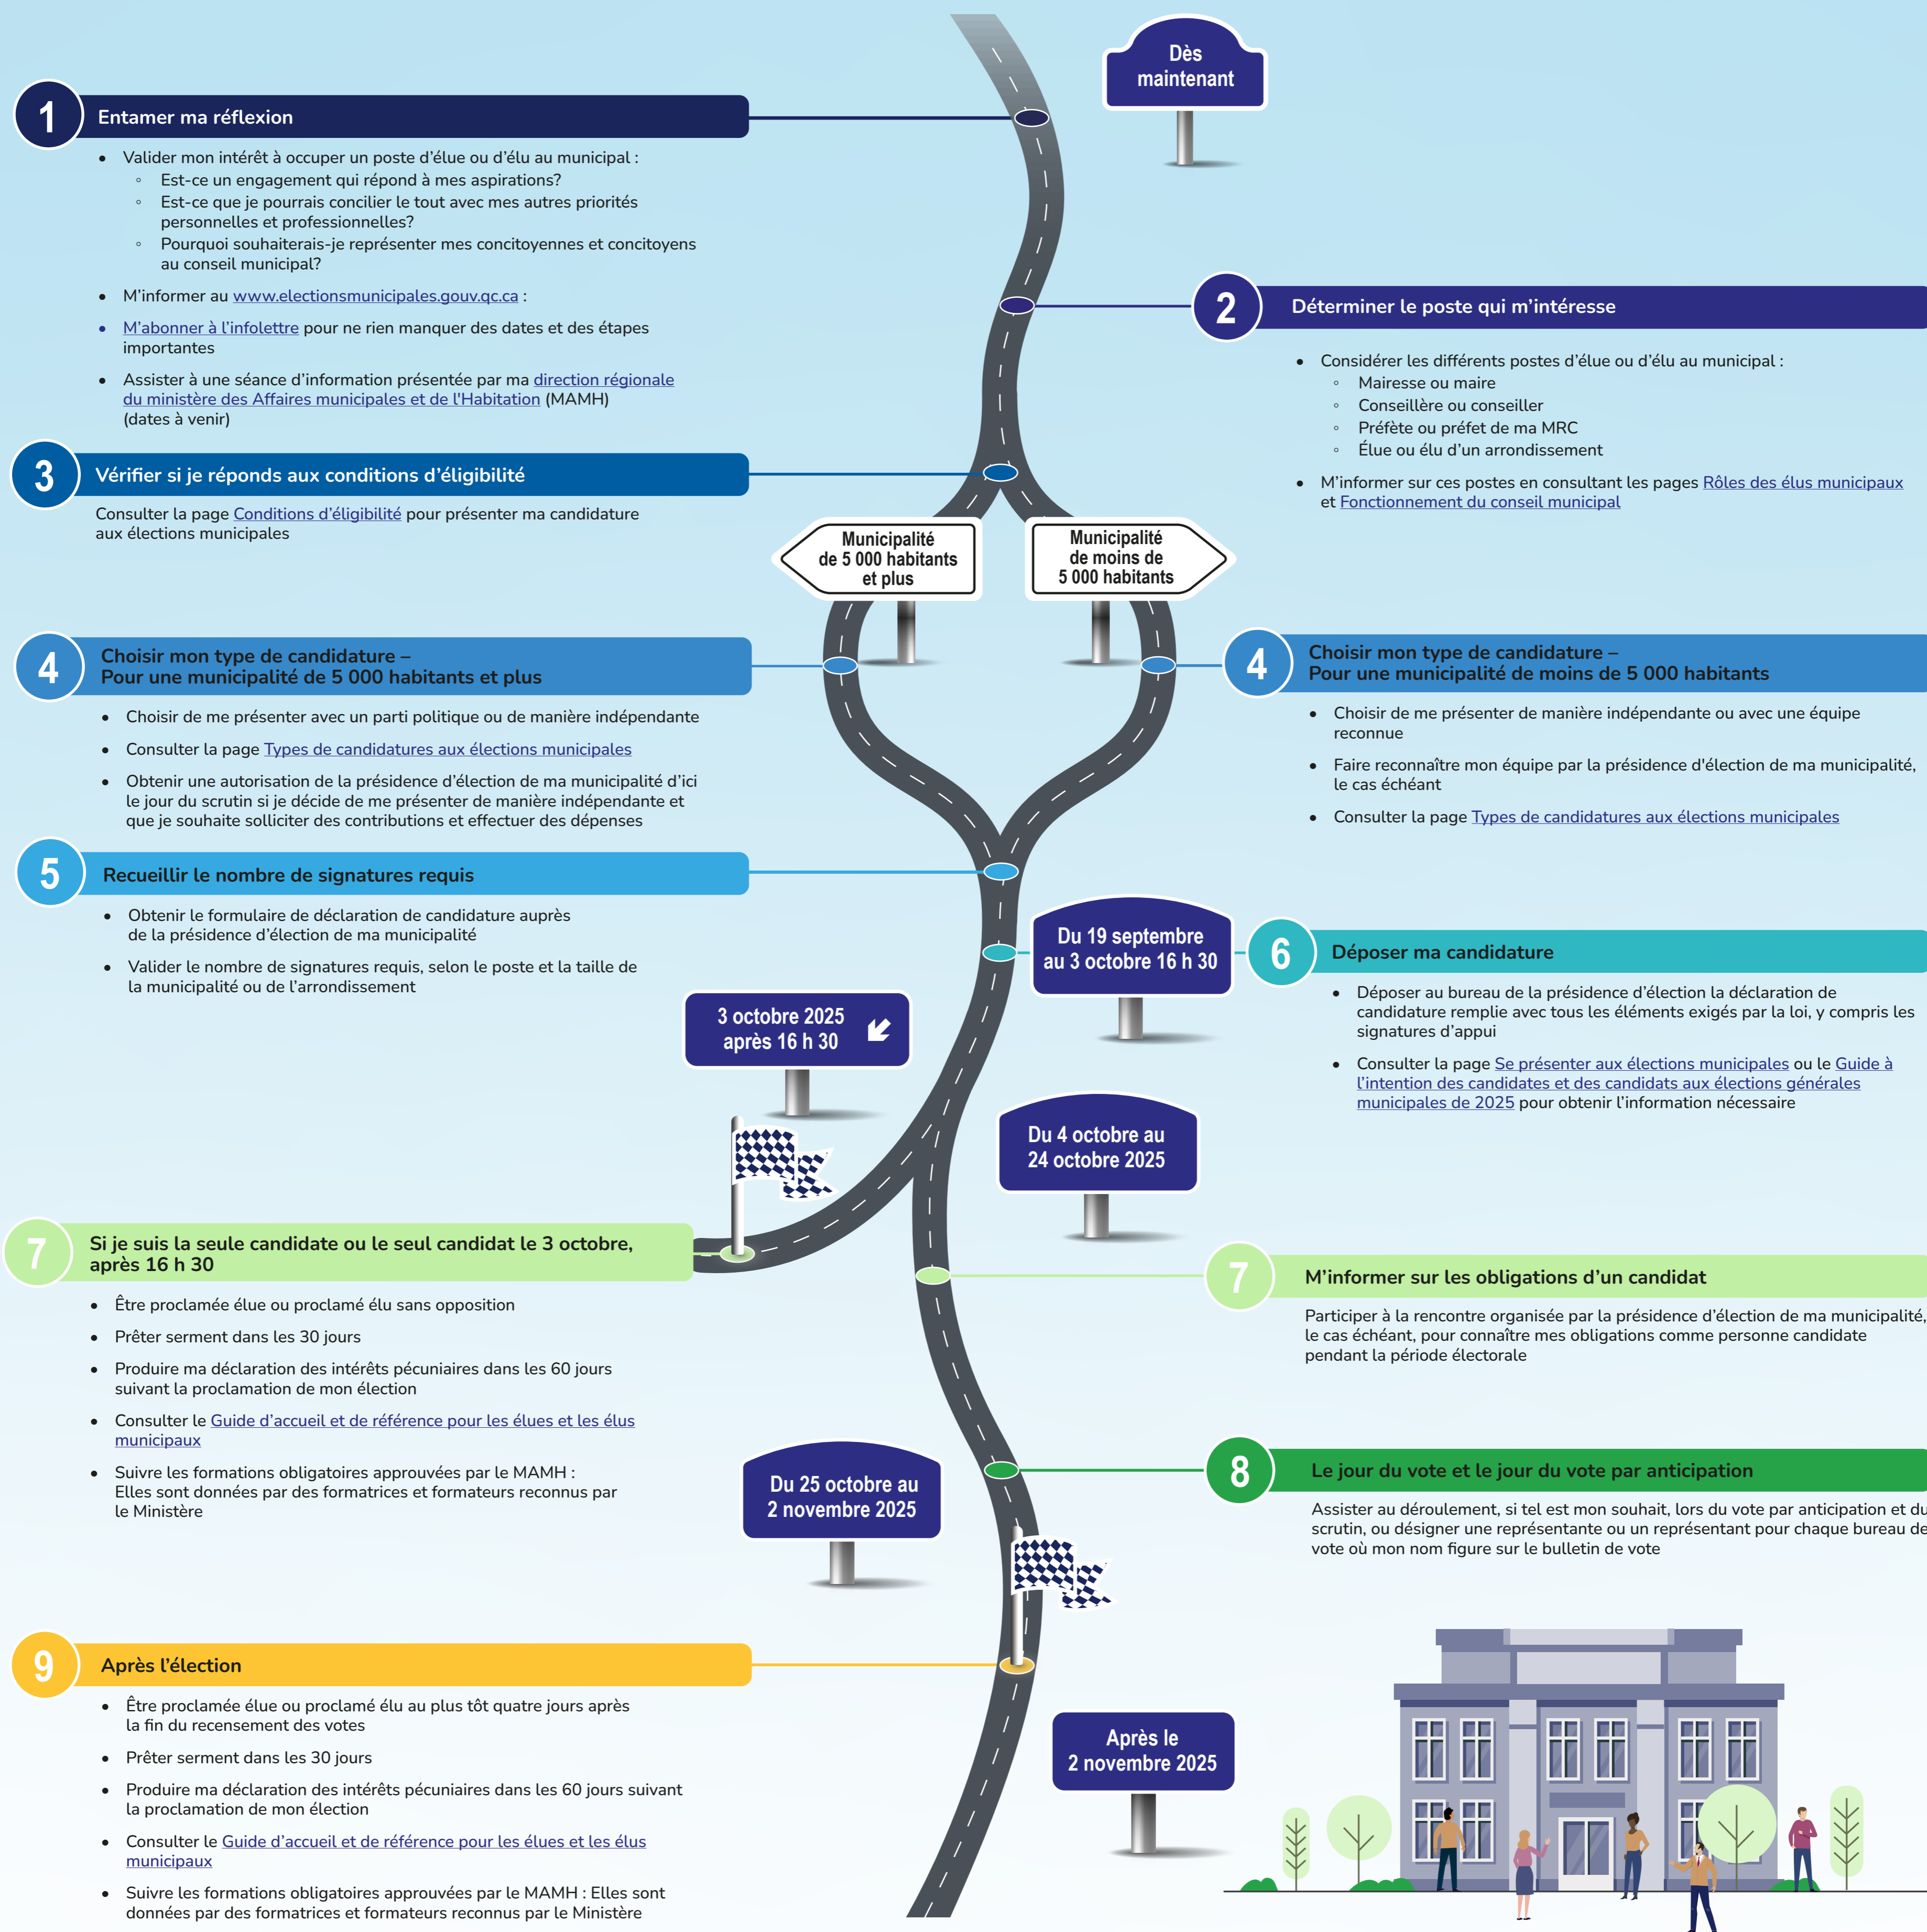 Dès
maintenant
1
Entamer ma réflexion
• Valider mon intérêt à occuper un poste d’élue ou d’élu au municipal :
◦ Est-ce un engagement qui répond à mes aspirations?
◦ Est-ce que je pourrais concilier le tout avec mes autres priorités
personnelles et professionnelles?
◦ Pourquoi souhaiterais-je représenter mes concitoyennes et concitoyens
au conseil municipal?
• M’informer au www.electionsmunicipales.gouv.qc.ca :
• M’abonner à l’infolettre pour ne rien manquer des dates et des étapes
importantes
• Assister à une séance d’information présentée par ma direction régionale
du ministère des Affaires municipales et de l'Habitation (MAMH)
(dates à venir)
2
Déterminer le poste qui m’intéresse
• Considérer les différents postes d’élue ou d’élu au municipal :
◦ Mairesse ou maire
◦ Conseillère ou conseiller
◦ Préfète ou préfet de ma MRC
◦ Élue ou élu d’un arrondissement
• M’informer sur ces postes en consultant les pages Rôles des élus municipaux
et Fonctionnement du conseil municipal
3
Vérifier si je réponds aux conditions d’éligibilité
Consulter la page Conditions d’éligibilité pour présenter ma candidature
aux élections municipales
Municipalité
de 5 000 habitants
et plus
Municipalité
de moins de
5 000 habitants
4
Choisir mon type de candidature –
Pour une municipalité de 5 000 habitants et plus
• Choisir de me présenter avec un parti politique ou de manière indépendante
• Consulter la page Types de candidatures aux élections municipales
• Obtenir une autorisation de la présidence d’élection de ma municipalité d’ici
le jour du scrutin si je décide de me présenter de manière indépendante et
que je souhaite solliciter des contributions et effectuer des dépenses
4
Choisir mon type de candidature –
Pour une municipalité de moins de 5 000 habitants
• Choisir de me présenter de manière indépendante ou avec une équipe
reconnue
• Faire reconnaître mon équipe par la présidence d'élection de ma municipalité,
le cas échéant
• Consulter la page Types de candidatures aux élections municipales
5
Recueillir le nombre de signatures requis
• Obtenir le formulaire de déclaration de candidature auprès
de la présidence d’élection de ma municipalité
• Valider le nombre de signatures requis, selon le poste et la taille de
la municipalité ou de l’arrondissement
Du 19 septembre
au 3 octobre 16 h 30
6
Déposer ma candidature
• Déposer au bureau de la présidence d’élection la déclaration de
candidature remplie avec tous les éléments exigés par la loi, y compris les
signatures d’appui
• Consulter la page Se présenter aux élections municipales ou le Guide à
l’intention des candidates et des candidats aux élections générales
municipales de 2025 pour obtenir l’information nécessaire
3 octobre 2025
après 16 h 30
Du 4 octobre au
24 octobre 2025
7
Si je suis la seule candidate ou le seul candidat le 3 octobre,
après 16 h 30
• Être proclamée élue ou proclamé élu sans opposition
• Prêter serment dans les 30 jours
• Produire ma déclaration des intérêts pécuniaires dans les 60 jours
suivant la proclamation de mon élection
• Consulter le Guide d’accueil et de référence pour les élues et les élus
municipaux
• Suivre les formations obligatoires approuvées par le MAMH :
Elles sont données par des formatrices et formateurs reconnus par
le Ministère
7
M’informer sur les obligations d’un candidat
Participer à la rencontre organisée par la présidence d’élection de ma municipalité,
le cas échéant, pour connaître mes obligations comme personne candidate
pendant la période électorale
Du 25 octobre au
2 novembre 2025
8
Le jour du vote et le jour du vote par anticipation
Assister au déroulement, si tel est mon souhait, lors du vote par anticipation et du
scrutin, ou désigner une représentante ou un représentant pour chaque bureau de
vote où mon nom figure sur le bulletin de vote
9
Après l’élection
• Être proclamée élue ou proclamé élu au plus tôt quatre jours après
la fin du recensement des votes
• Prêter serment dans les 30 jours
• Produire ma déclaration des intérêts pécuniaires dans les 60 jours suivant
la proclamation de mon élection
• Consulter le Guide d’accueil et de référence pour les élues et les élus
municipaux
• Suivre les formations obligatoires approuvées par le MAMH : Elles sont
données par des formatrices et formateurs reconnus par le Ministère
Après le
2 novembre 2025